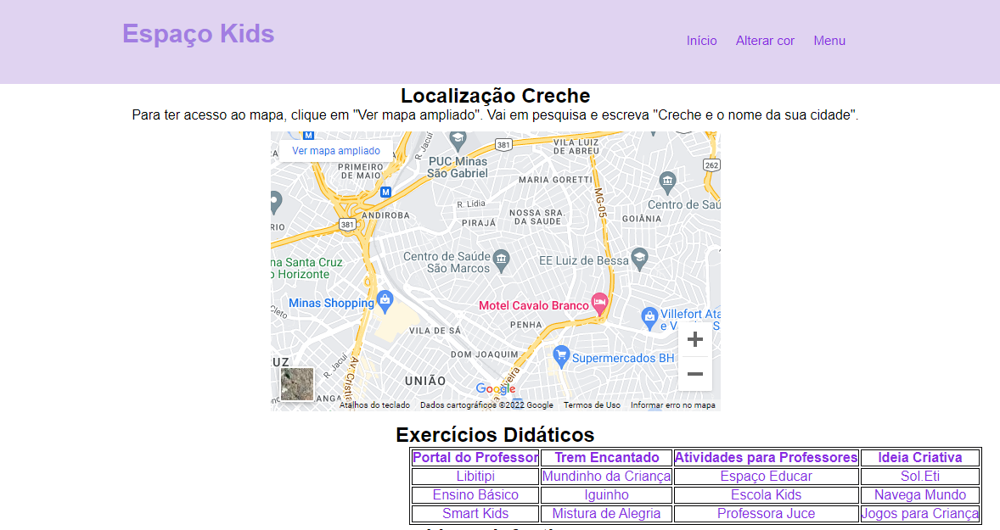 Espaço Kids
Início Alterar cor Menu
Localização Creche
Para ter acesso ao mapa, clique em "Ver mapa ampliado". Vai em pesquisa e escreva "Creche e o nome da sua cidade".
Ver mapa ampliado
M
R. Jacuí
381
VILA LUIZ
DE ABREU
PRIMEIRO
DE MAIO
PUC Minas
São Gabriel
262
MARIA GORETTI
M
MG-05
R. Lídia
Centro de Saú
ANDIROBA
NOSSA SRA.
DA SAUDE
GOIÂNIA
381
PIRAJÁ
RIO
Centro de Saúde
São Marcos
EE Luiz de Bessa
na Santa Cruz
o Horizonte
Minas Shopping
Motel Cavalo Branco
Villefort Ata
e V S
cleto
VILA DE SÁ
PENHA
DOM JOAQUIM
Supermercados BH
UZ
R. Jacuí
Av. Cristia
UNIÃO
lveira
Google
ANGA
Atalhos do teclado Dados cartográficos ©2022 Google Termos de Uso Informar erro no mapa
Exercícios Didáticos
Portal do Professor Trem Encantado Atividades para Professores Ideia Criativa
Libitipi Mundinho da Criança Espaço Educar Sol.Eti
Ensino Básico Iguinho Escola Kids Navega Mundo
Smart Kids Mistura de Alegria Professora Juce Jogos para Criança